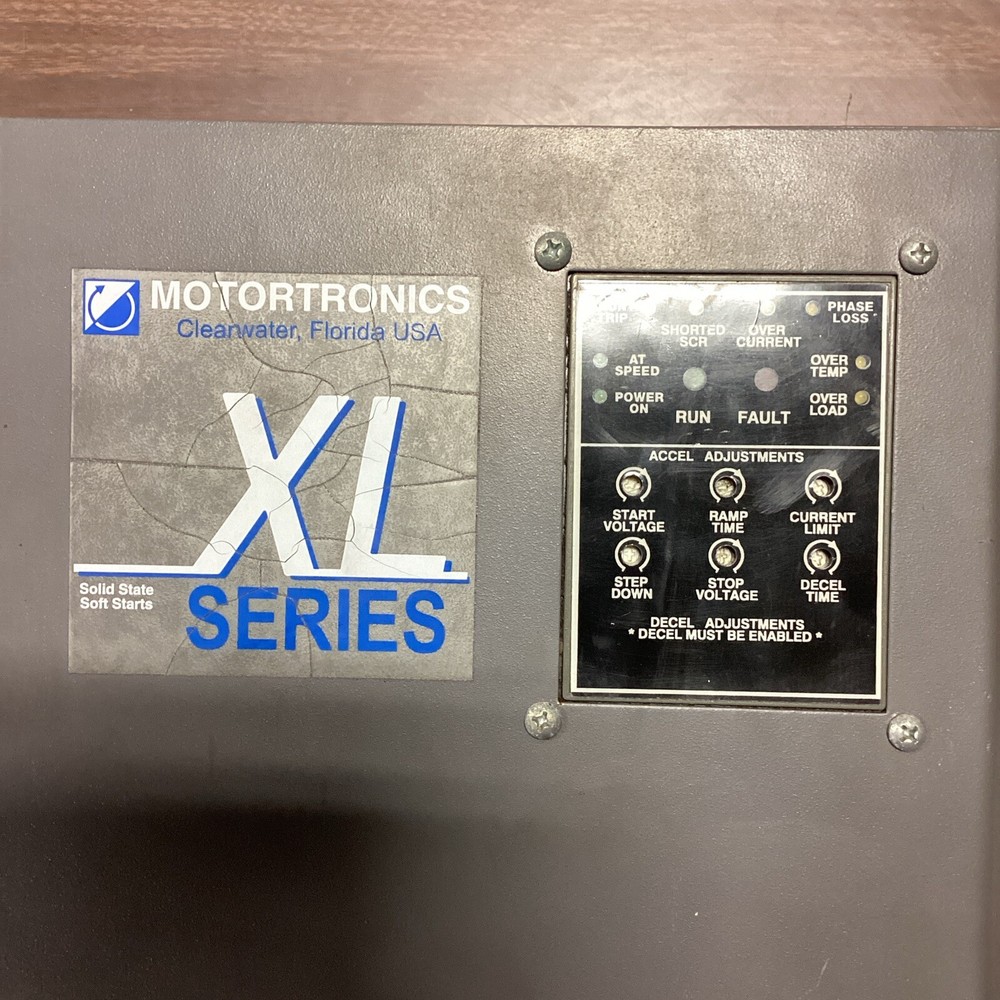 MOTORTRONICS
Clearwater, Florida USA
XL
Solid State
Soft Starts
SERIES
TRIP
SHORTED
SCR
OVER
CURRENT
PHASE
LOSS
AT
SPEED
OVER
TEMP
POWER
ON
RUN
FAULT
OVER
LOAD
ACCEL ADJUSTMENTS
START
VOLTAGE
RAMP
TIME
CURRENT
LIMIT
STEP
DOWN
STOP
VOLTAGE
DECEL
TIME
DECEL ADJUSTMENTS
* DECEL MUST BE ENABLED *